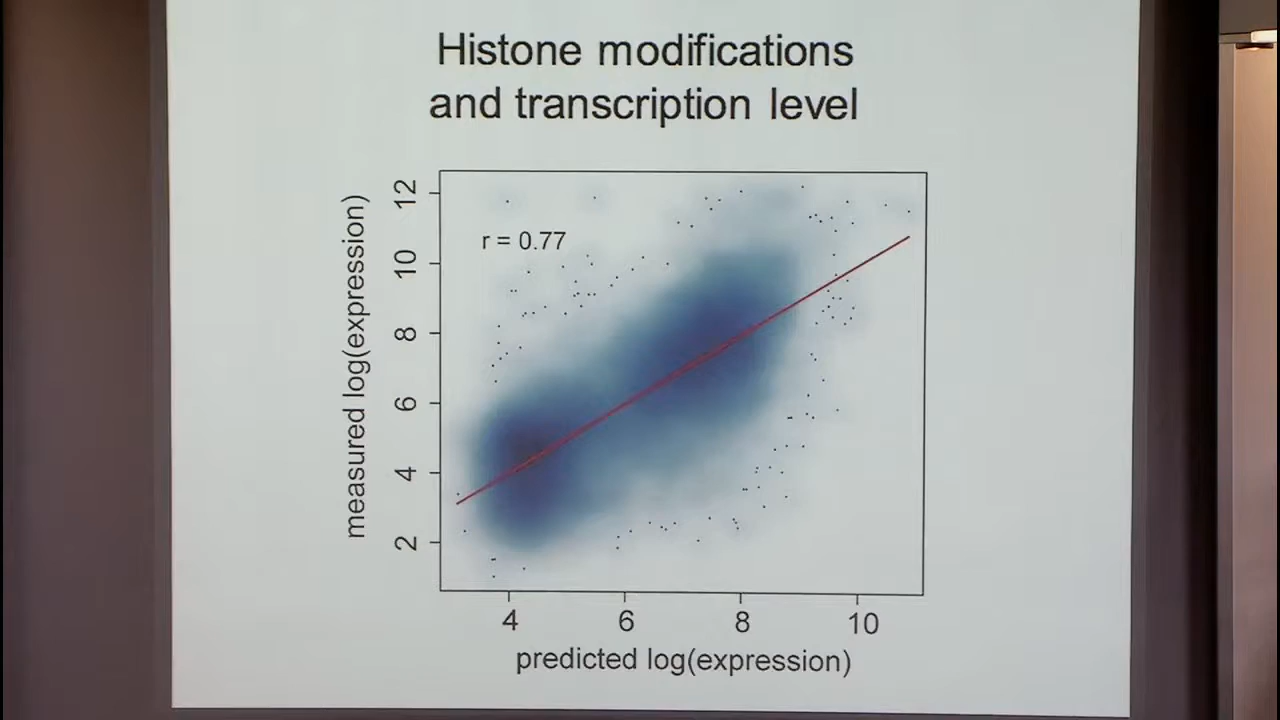 Histone modifications
and transcription level
r = 0.77
measured log(expression)
12
10
8
6
4
2
4
6
8
10
predicted log(expression)